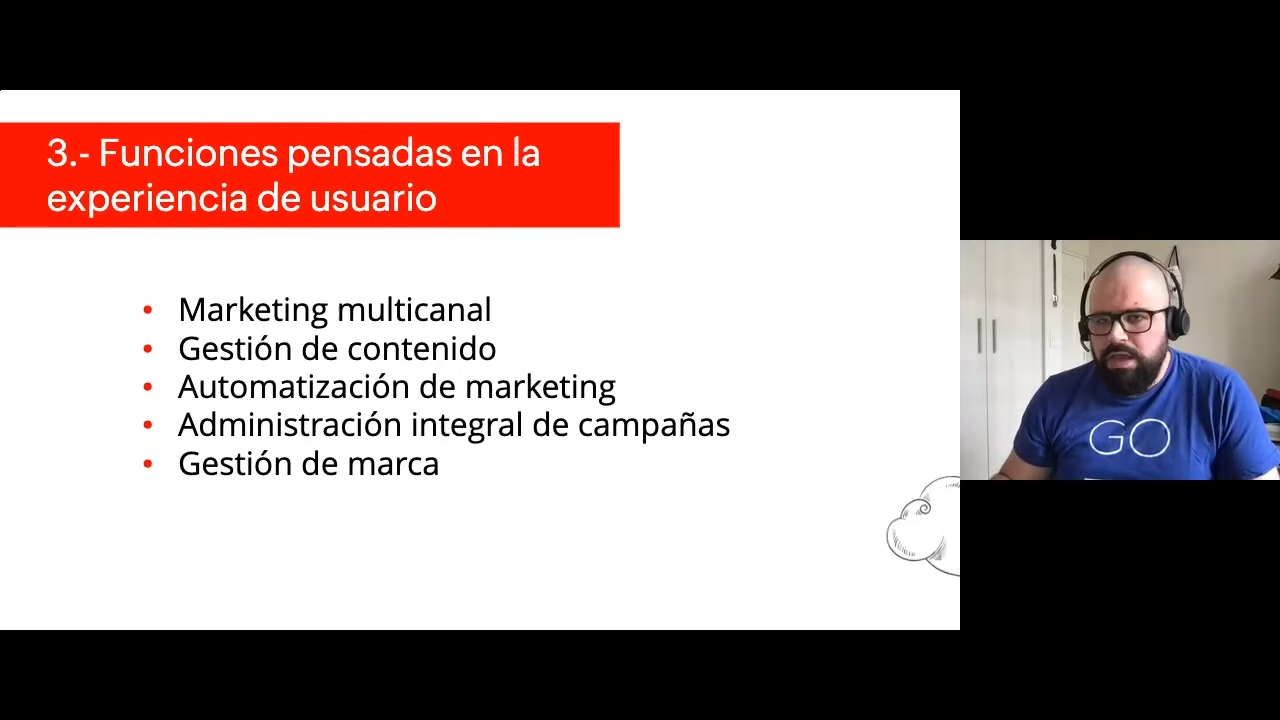 3.- Funciones pensadas en la
experiencia de usuario
• Marketing multicanal
• Gestión de contenido
• Automatización de marketing
• Administración integral de campañas
• Gestión de marca
GO